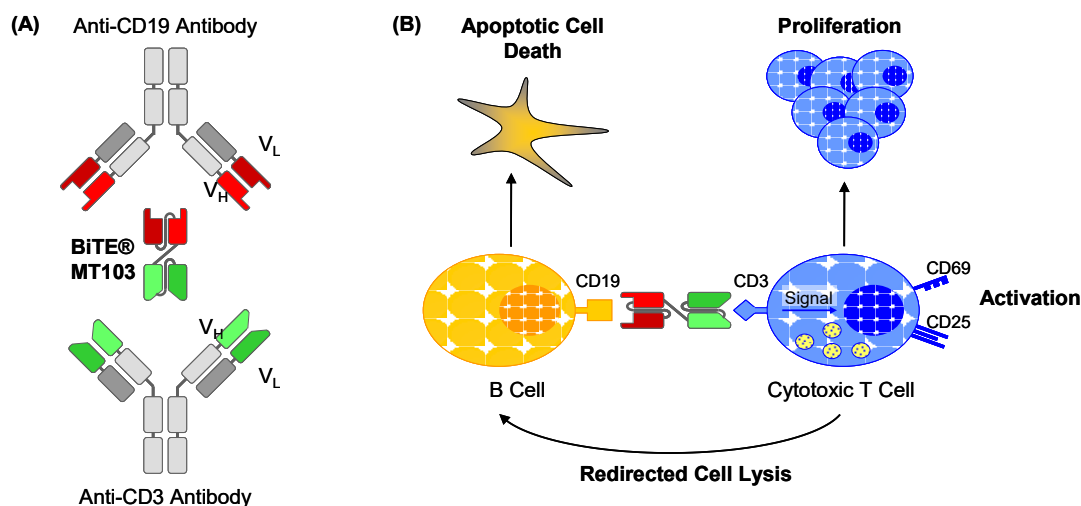 (A)
Anti-CD19 Antibody
V_L
V_H
BiTE®
MT103
V_H
V_L
Anti-CD3 Antibody
(B)
Apoptotic Cell
Death
Proliferation
CD19
CD3
Signal
CD69
CD25
Activation
B Cell
Cytotoxic T Cell
Redirected Cell Lysis